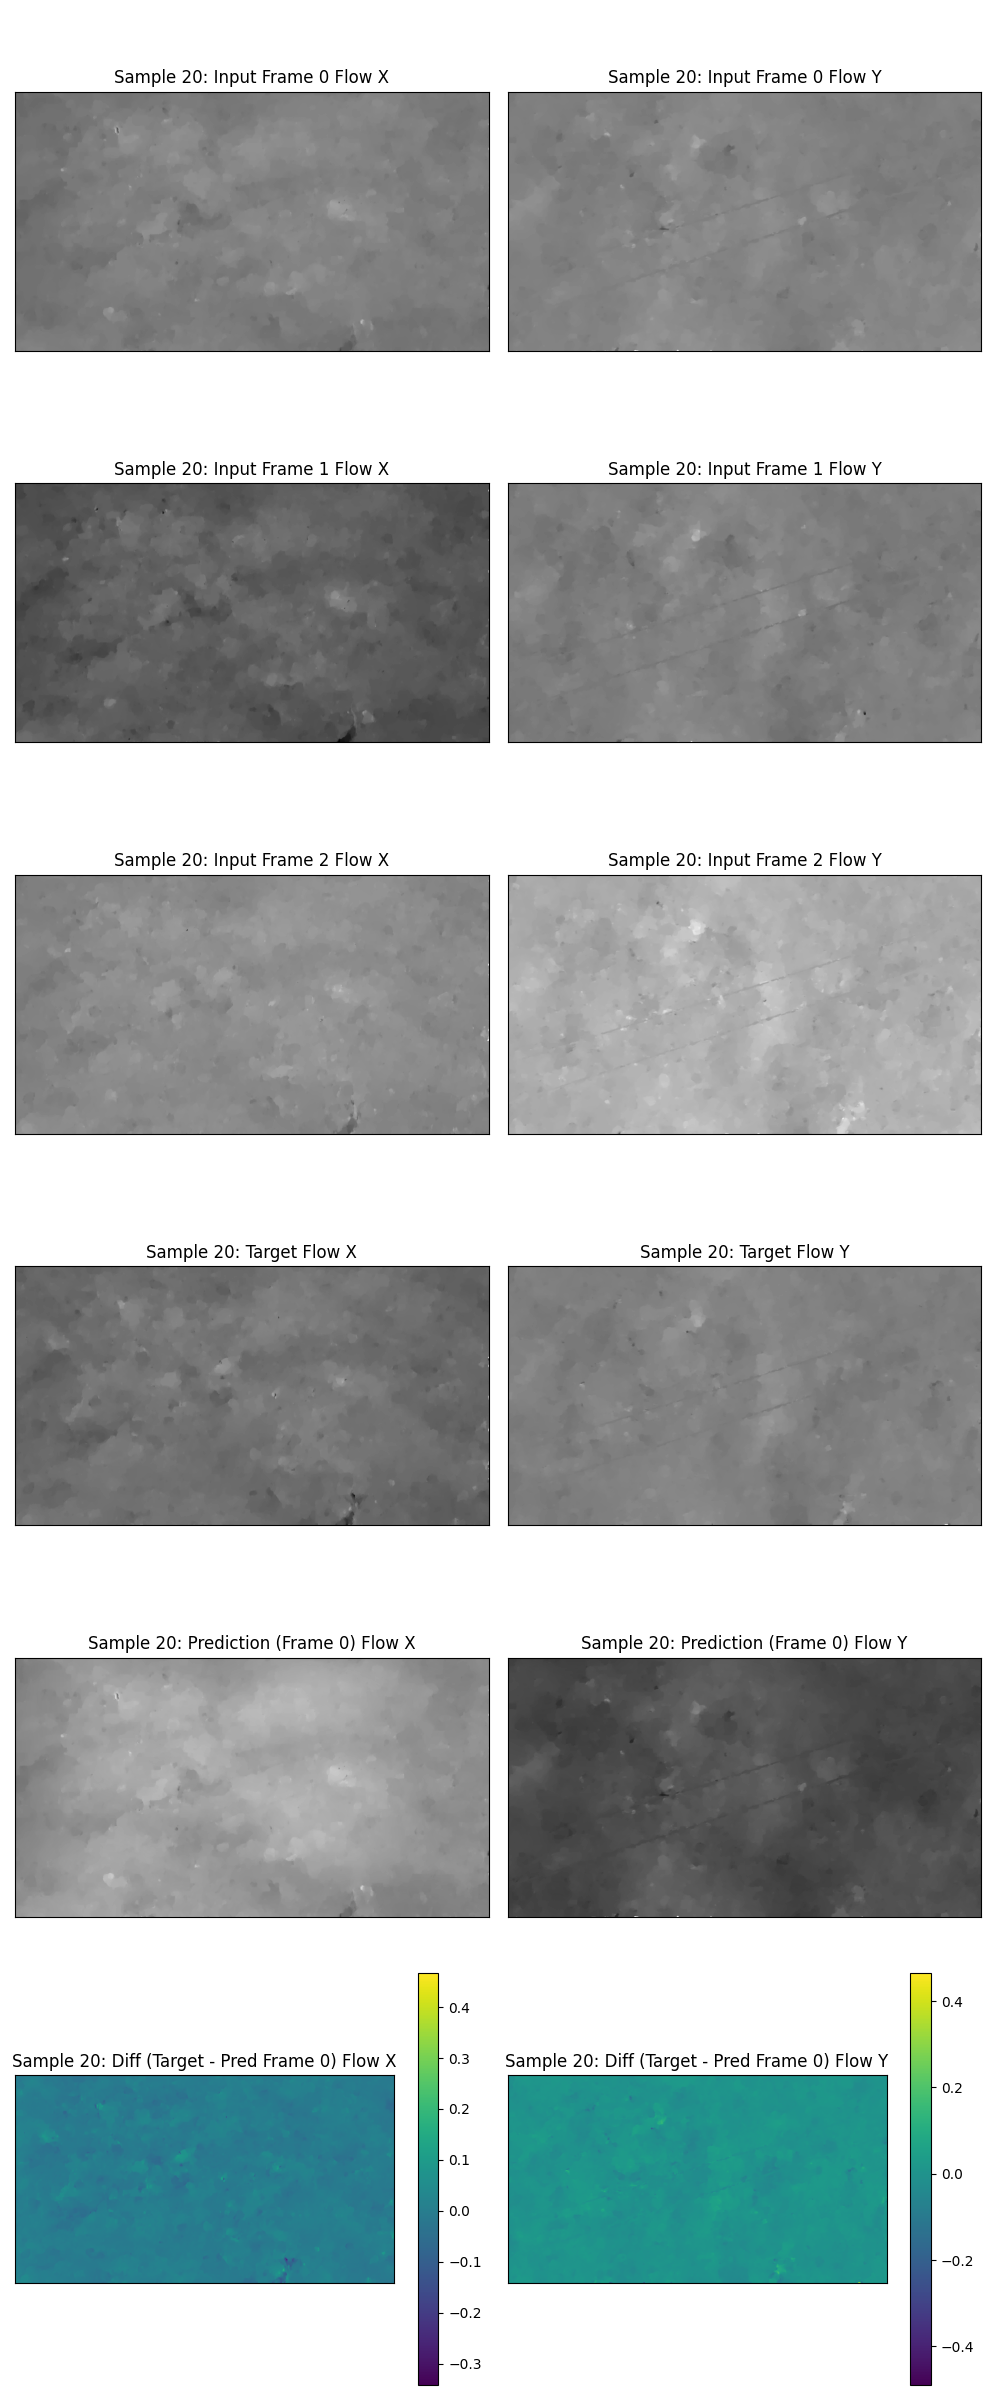 Sample 20: Input Frame 0 Flow X
Sample 20: Input Frame 0 Flow Y
Sample 20: Input Frame 1 Flow X
Sample 20: Input Frame 1 Flow Y
Sample 20: Input Frame 2 Flow X
Sample 20: Input Frame 2 Flow Y
Sample 20: Target Flow X
Sample 20: Target Flow Y
Sample 20: Prediction (Frame 0) Flow X
Sample 20: Prediction (Frame 0) Flow Y
Sample 20: Diff (Target - Pred Frame 0) Flow X
0.4
0.3
0.2
0.1
0.0
−0.1
−0.2
−0.3
Sample 20: Diff (Target - Pred Frame 0) Flow Y
0.4
0.2
0.0
−0.2
−0.4